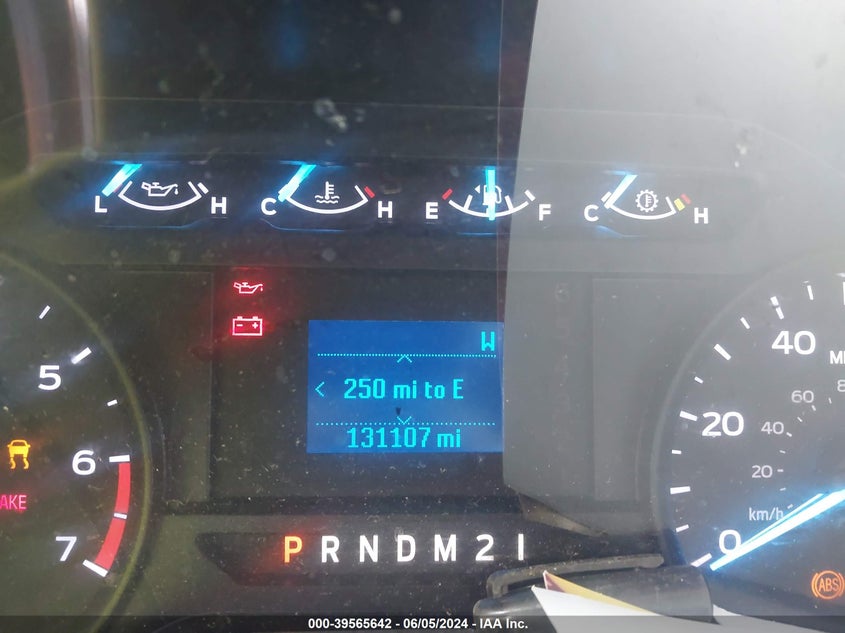 L H C H E F C H
W
250 mi to E
131107 mi
5
6
7
AKE
40
20
0
60
40
20
km/h
P R N D M 2 1
ABS
000-39565642 - 06/05/2024 - IAA Inc.